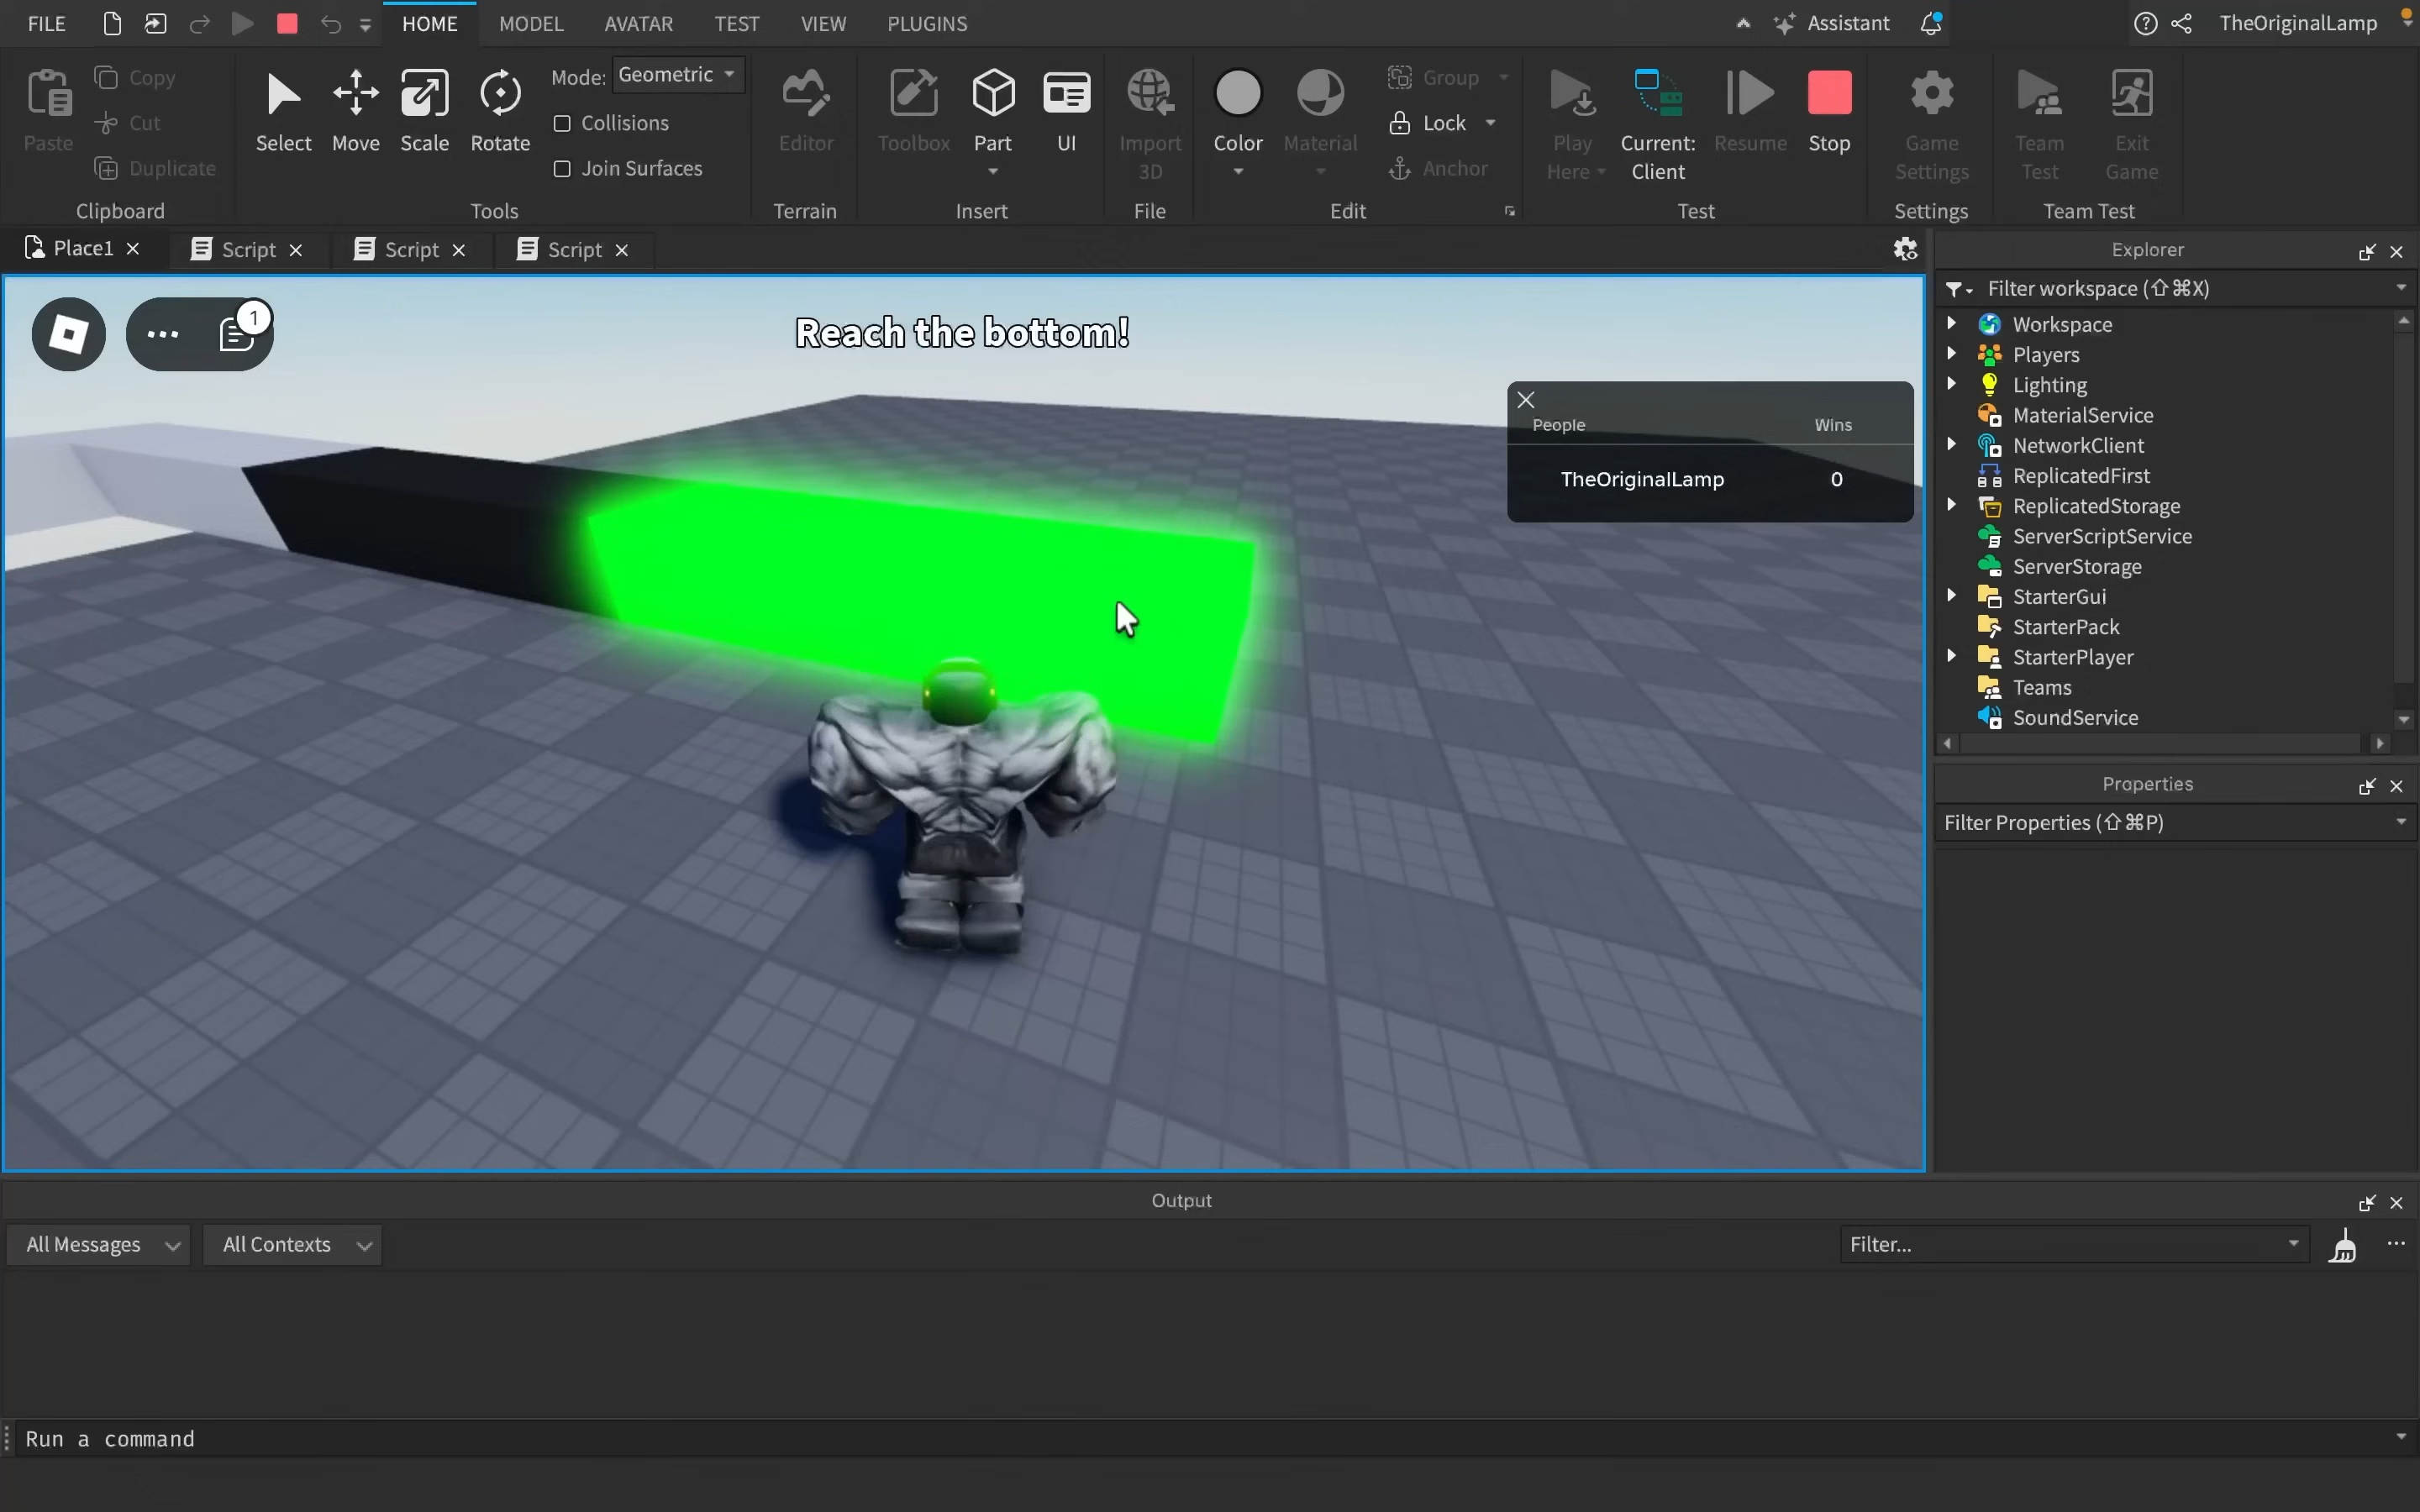 FILE
HOME
MODEL
AVATAR
TEST
VIEW
PLUGINS
Assistant
TheOriginalLamp
Paste
Copy
Cut
Duplicate
Clipboard
Select
Move
Scale
Rotate
Mode: Geometric
Collisions
Join Surfaces
Tools
Editor
Terrain
Toolbox
Part
UI
Insert
Import
3D
File
Color
Material
Group
Lock
Anchor
Edit
Play
Here
Current:
Client
Resume
Stop
Test
Game
Settings
Settings
Team
Test
Exit
Game
Team Test
Place1
Script
Script
Script
1
Reach the bottom!
People Wins
TheOriginalLamp 0
Explorer
Filter workspace (⇧⌘X)
Workspace
Players
Lighting
MaterialService
NetworkClient
ReplicatedFirst
ReplicatedStorage
ServerScriptService
ServerStorage
StarterGui
StarterPack
StarterPlayer
Teams
SoundService
Properties
Filter Properties (⇧⌘P)
Output
All Messages
All Contexts
Filter...
Run a command